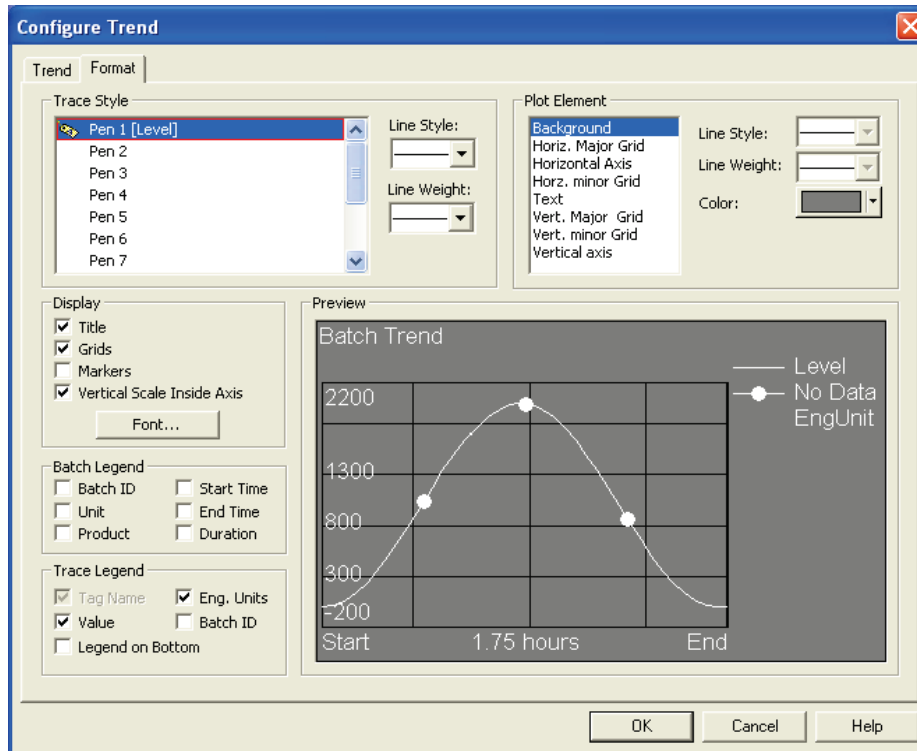 Configure Trend
Trend
Format
Trace Style
Pen 1 [Level]
Pen 2
Pen 3
Pen 4
Pen 5
Pen 6
Pen 7
Line Style:
Line Weight:
Plot Element
Background
Horiz. Major Grid
Horizontal Axis
Horz. minor Grid
Text
Vert. Major  Grid
Vert. minor Grid
Vertical axis
Line Style:
Line Weight:
Color:
Display
Title
Grids
Markers
Vertical Scale Inside Axis
Font...
Batch Legend
Batch ID
Start Time
Unit
End Time
Product
Duration
Trace Legend
Tag Name
Eng. Units
Value
Batch ID
Legend on Bottom
Preview
Batch Trend
Level
No Data
EngUnit
2200
1300
800
300
-200
Start
1.75 hours
End
OK
Cancel
Help